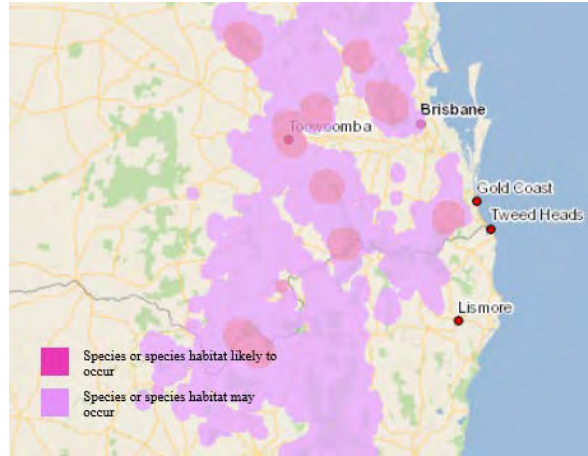 Brisbane
Toowoomba
Gold Coast
Tweed Heads
Lismore
Species or species habitat likely to
occur
Species or species habitat may
occur